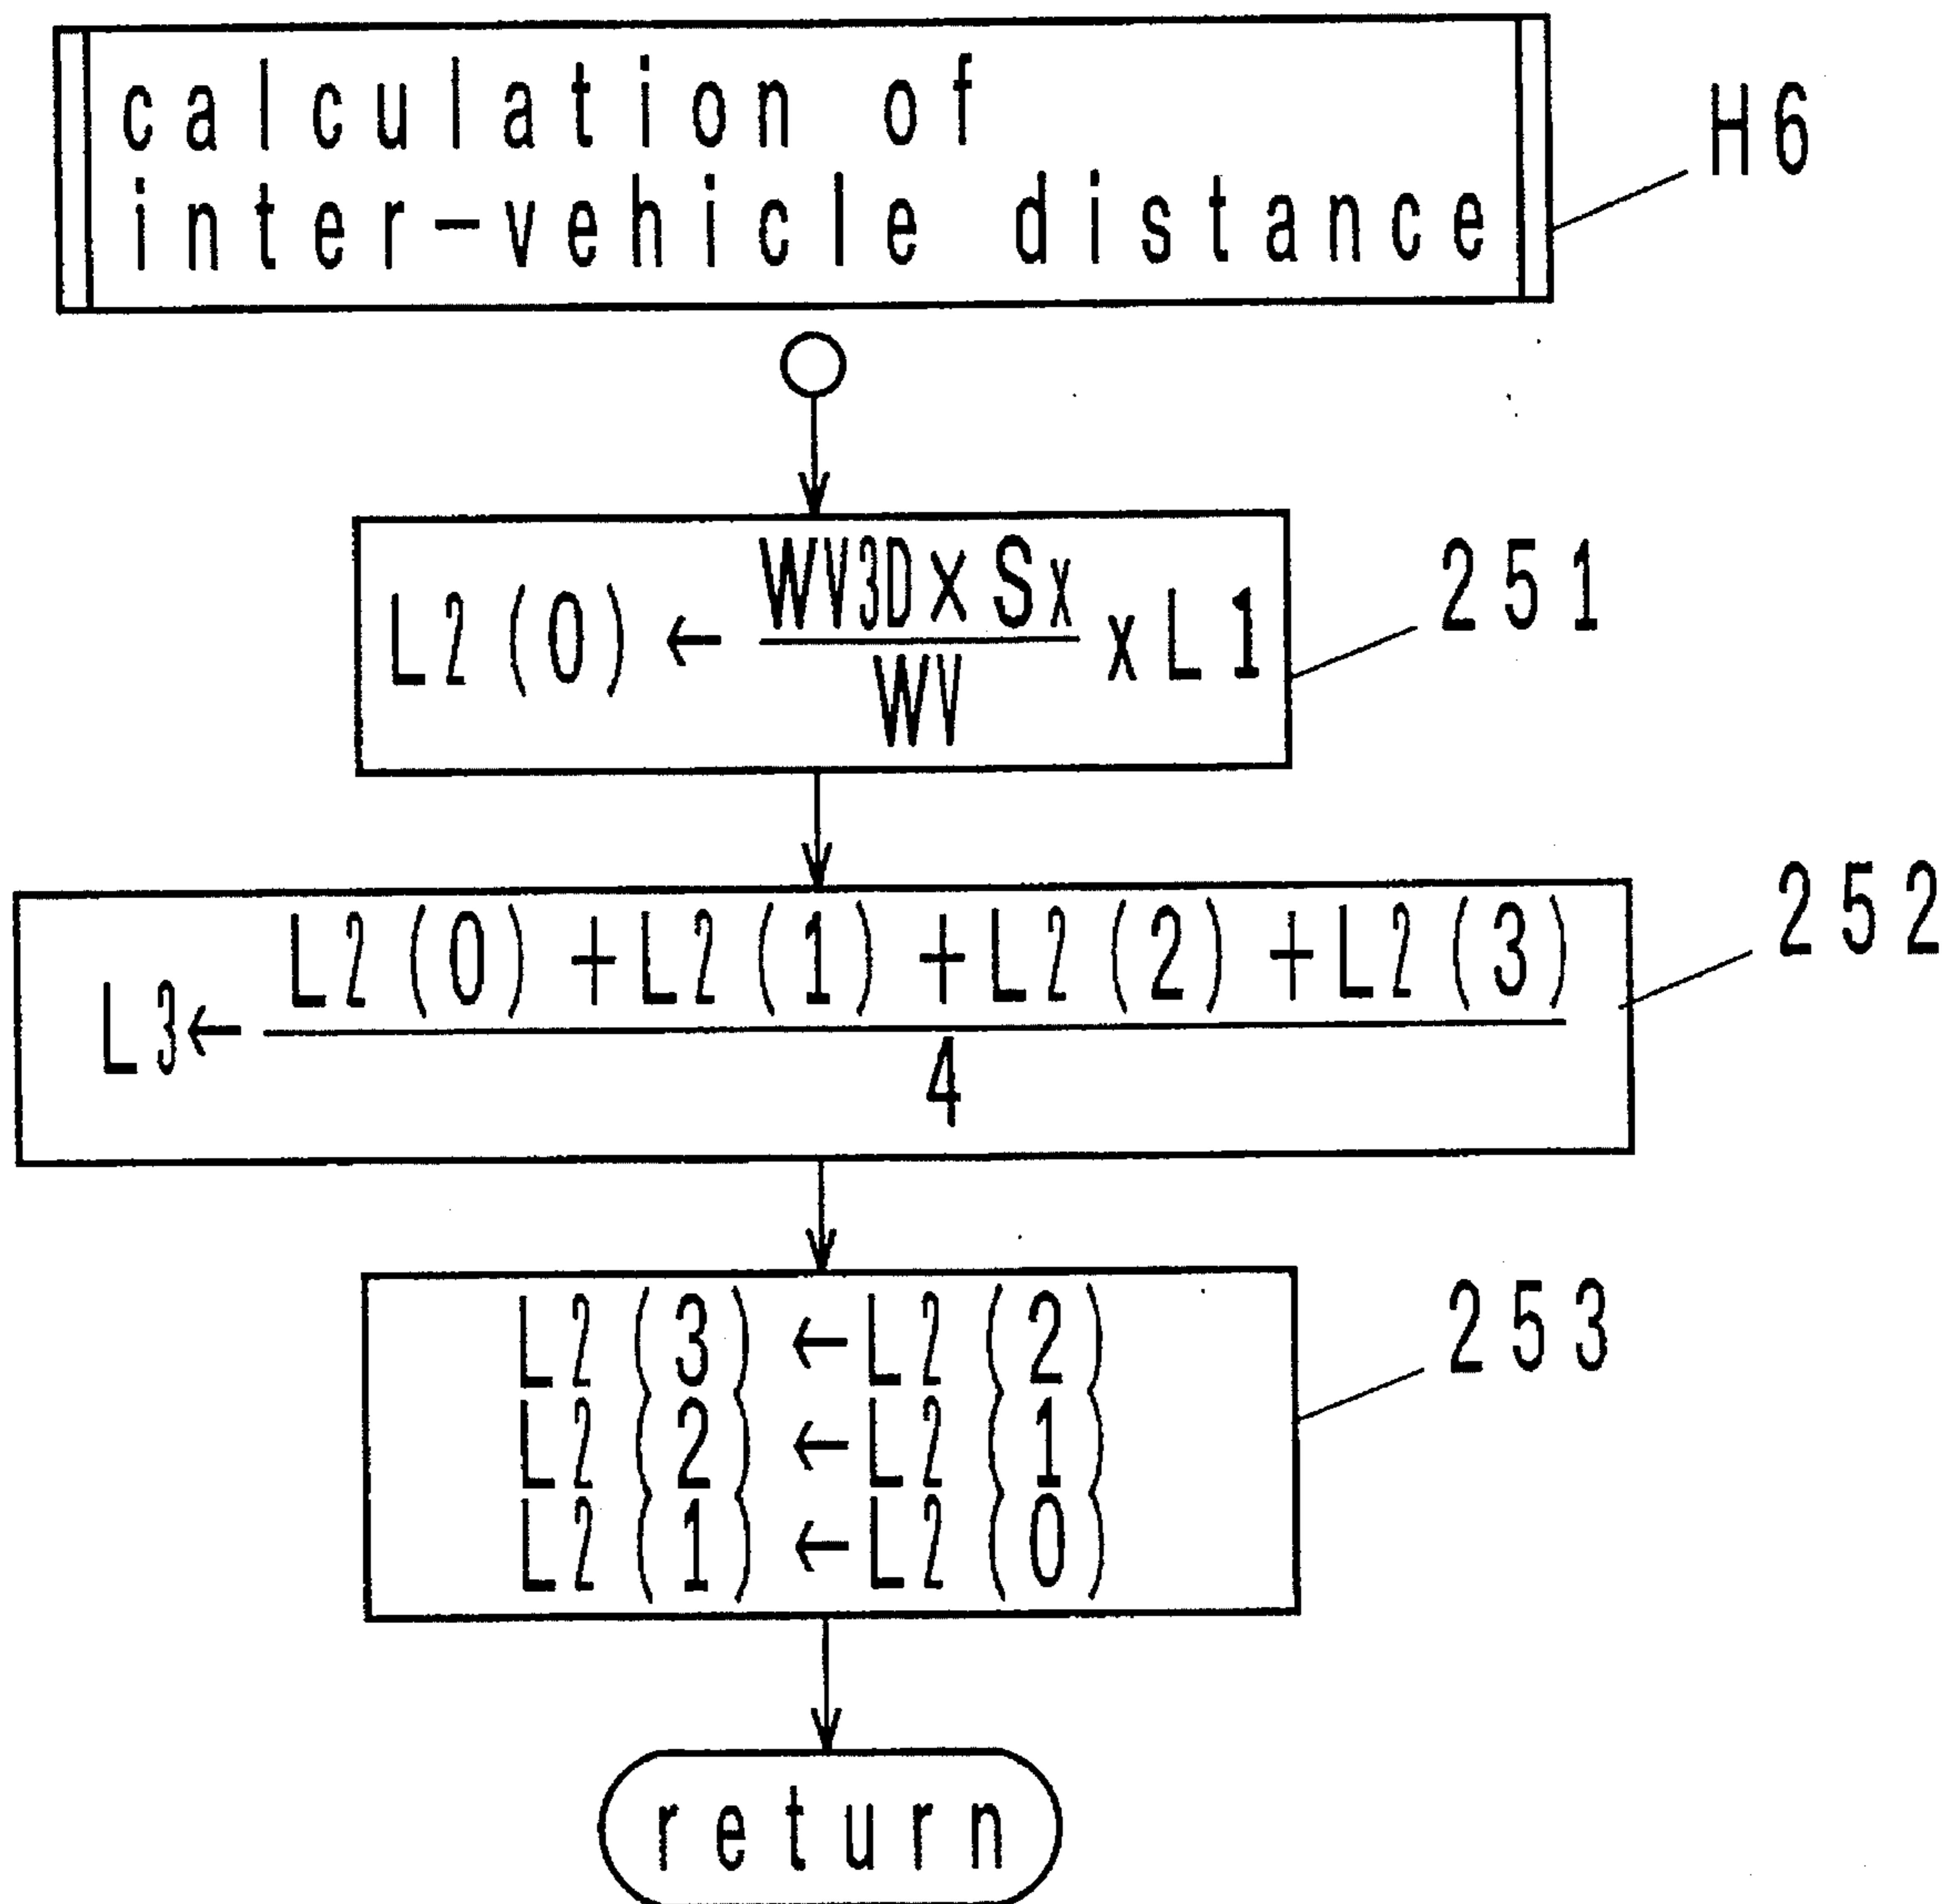 calculation of
inter-vehicle distance
H6
L2(0)←WV3D×Sx/WV×L1
251
L3←L2(0)+L2(1)+L2(2)+L2(3)/4
252
L2(3)←L2(2)
L2(2)←L2(1)
L2(1)←L2(0)
253
return